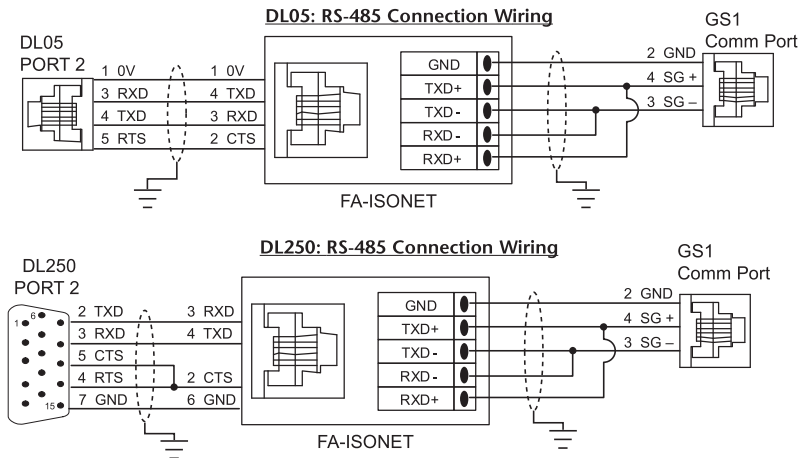 DL05: RS-485 Connection Wiring
DL05
PORT 2
GS1
Comm Port
1 0V 1 0V
3 RXD 4 TXD
4 TXD 3 RXD
5 RTS 2 CTS
GND
TXD+
TXD-
RXD-
RXD+
2 GND
4 SG +
3 SG –
FA-ISONET
DL250: RS-485 Connection Wiring
DL250
PORT 2
GS1
Comm Port
1 6 15
2 TXD 3 RXD
3 RXD 4 TXD
5 CTS
4 RTS 2 CTS
7 GND 6 GND
GND
TXD+
TXD-
RXD-
RXD+
2 GND
4 SG +
3 SG –
FA-ISONET